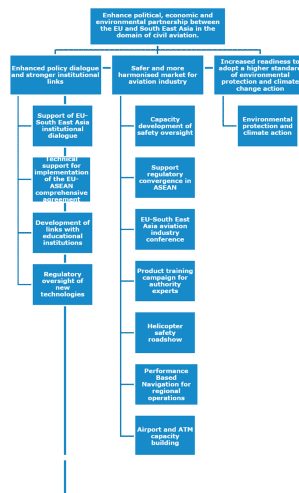 Enhance political, economic and
environmental partnership between
the EU and South East Asia in the
domain of civil aviation.
Enhanced policy dialogue
and stronger institutional
links
Support of EU-
South East Asia
institutional
dialogue
Technical
support for
implementation of
the EU-
ASEAN
comprehensive
agreement
Development of
links with
educational
institutions
Regulatory
oversight of
new
technologies
Safer and more
harmonised market for
aviation industry
Capacity
development of
safety oversight
Support
regulatory
convergence in
ASEAN
EU-South East
Asia aviation
industry
conference
Product training
campaign for
authority
experts
Helicopter
safety
roadshow
Performance
Based
Navigation for
regional
operations
Airport and ATM
capacity
building
Increased readiness to
adopt a higher standard
of environmental
protection and climate
change action
Environmental
protection and
climate action